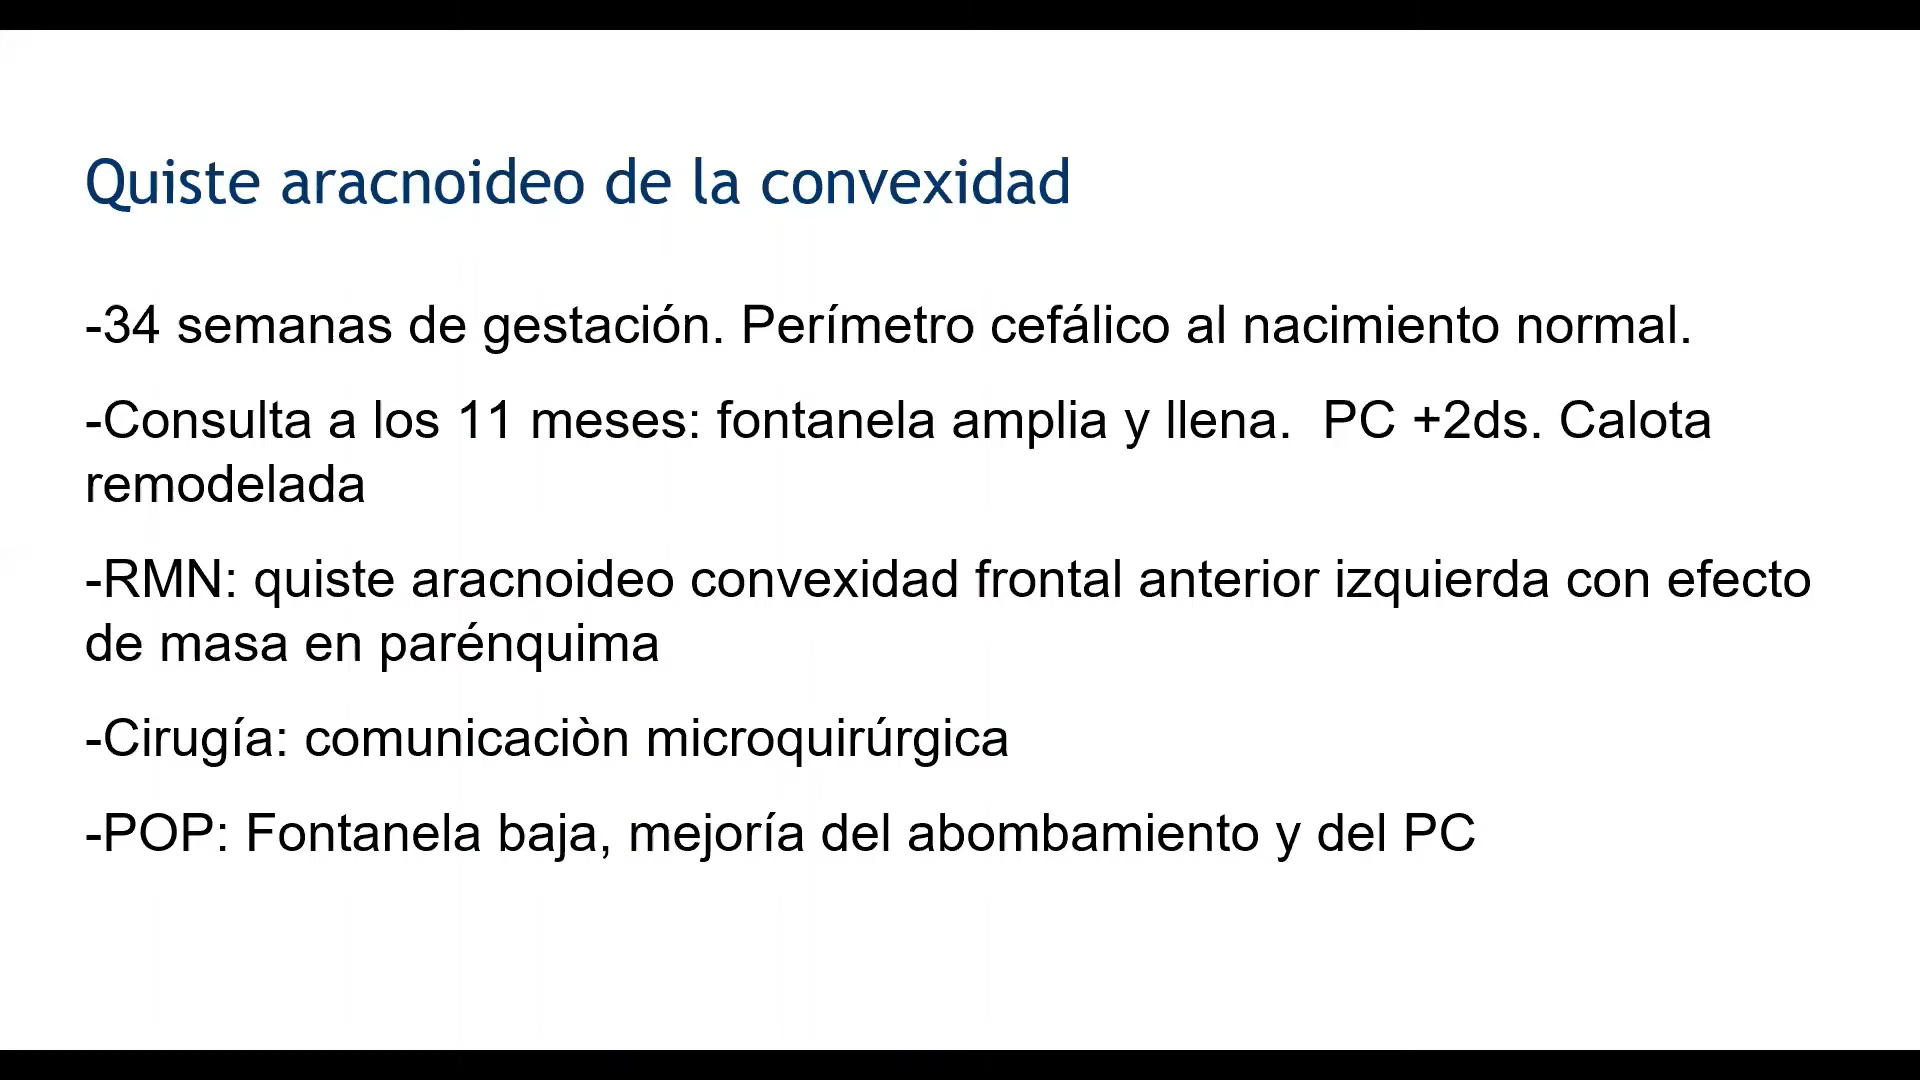 Quiste aracnoideo de la convexidad
-34 semanas de gestación. Perímetro cefálico al nacimiento normal.
-Consulta a los 11 meses: fontanela amplia y llena.  PC +2ds. Calota
remodelada
-RMN: quiste aracnoideo convexidad frontal anterior izquierda con efecto
de masa en parénquima
-Cirugía: comunicaciòn microquirúrgica
-POP: Fontanela baja, mejoría del abombamiento y del PC